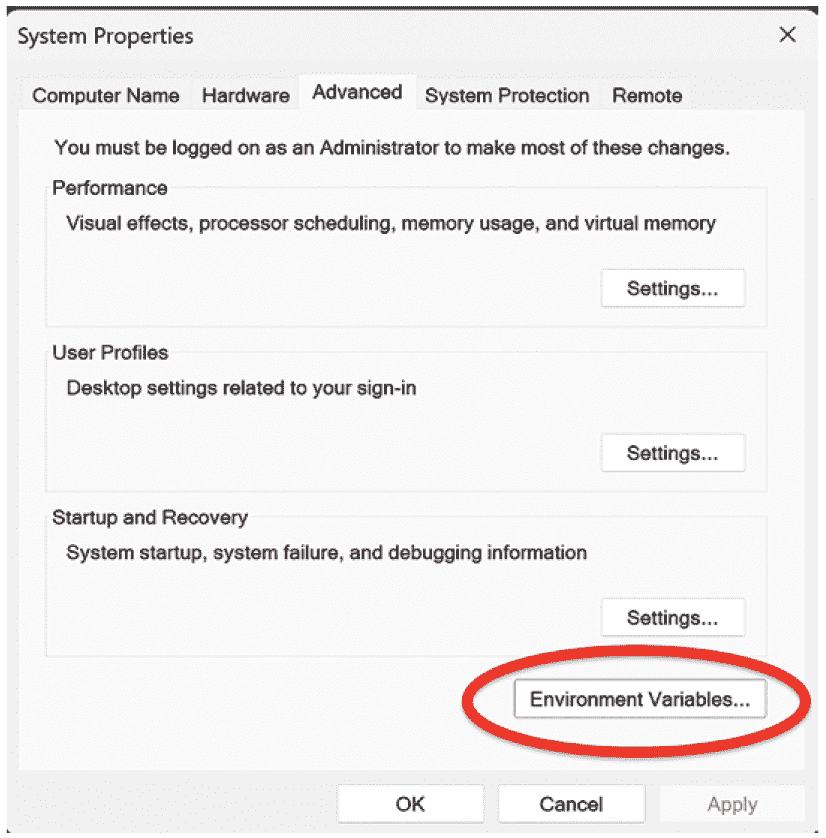 System Properties
Computer Name Hardware Advanced System Protection Remote
You must be logged on as an Administrator to make most of these changes.
Performance
Visual effects, processor scheduling, memory usage, and virtual memory
Settings...
User Profiles
Desktop settings related to your sign-in
Settings...
Startup and Recovery
System startup, system failure, and debugging information
Settings...
Environment Variables...
OK Cancel Apply